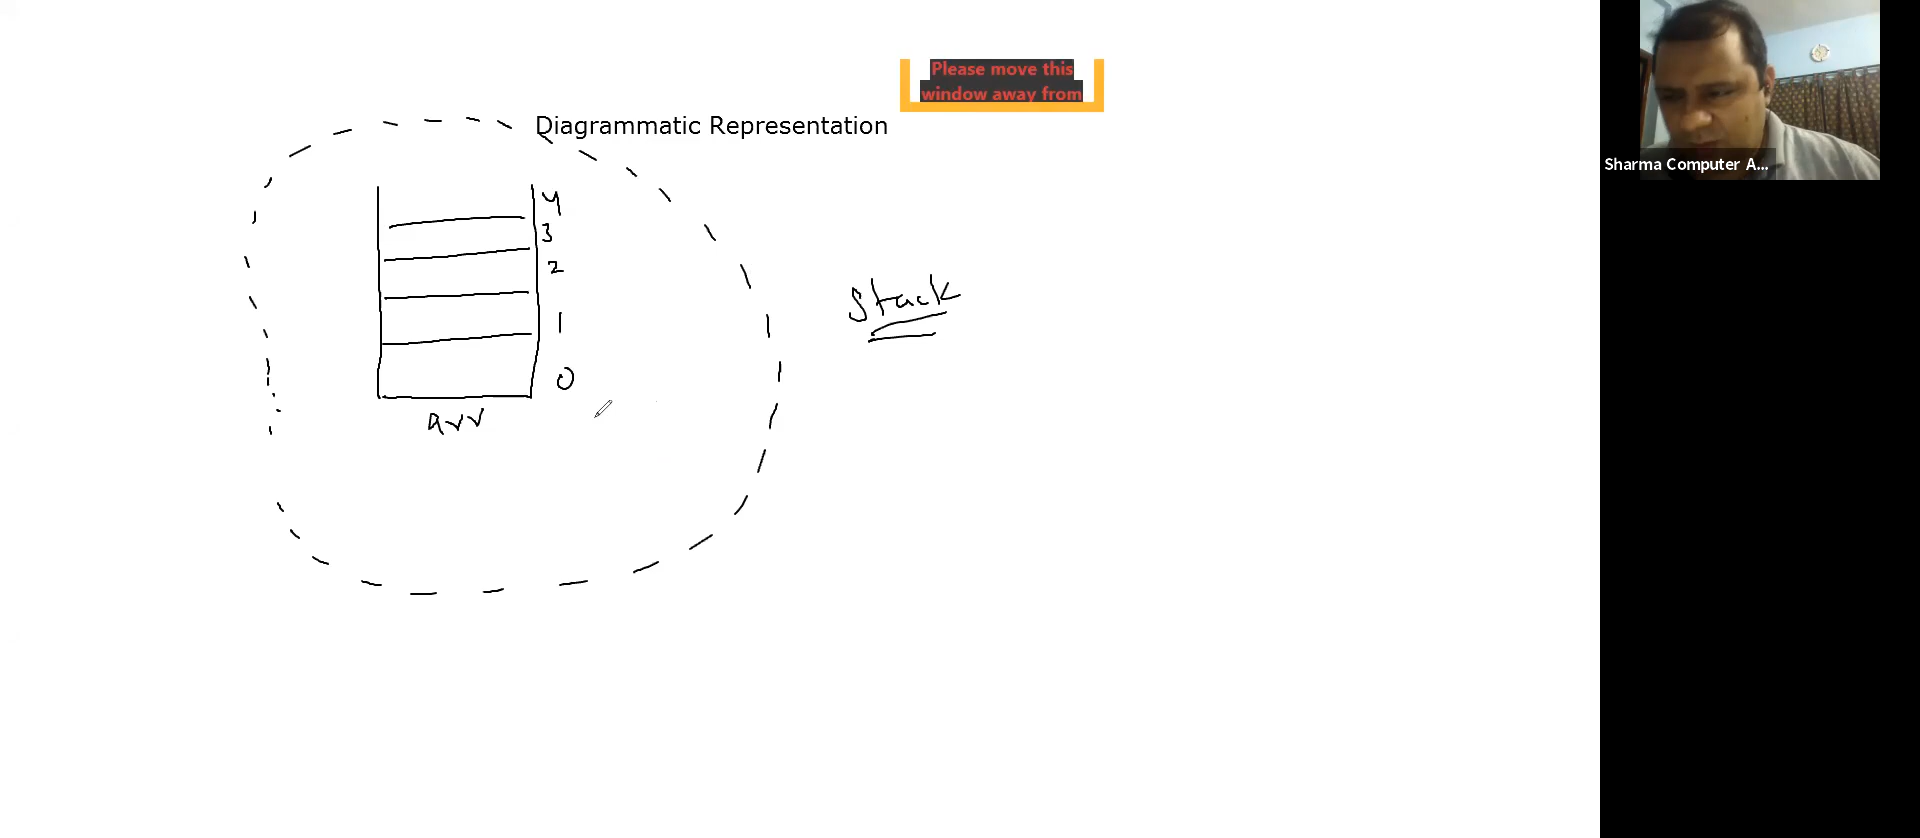 Please move this
window away from
Diagrammatic Representation
Sharma Computer A...
4
3
2
1
0
arr
Stack